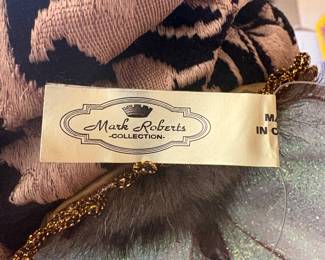 Mark Roberts
-COLLECTION-
MA
IN C